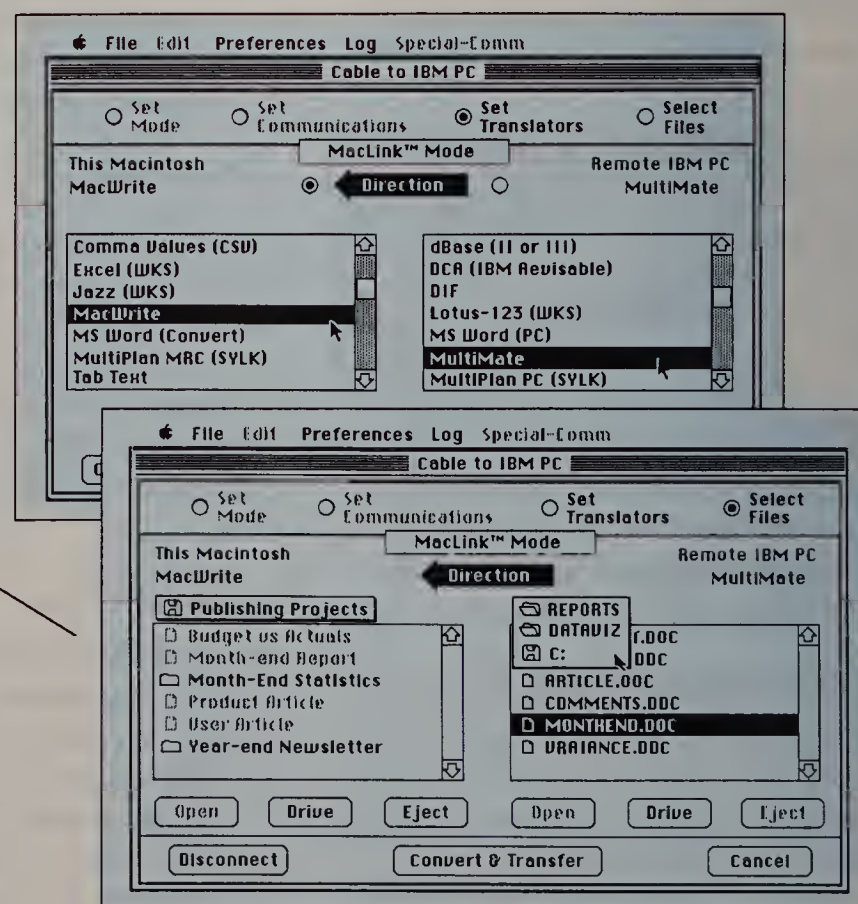 File Edit Preferences Log Special-Comm
Cable to IBM PC
Set Mode
Set Communications
Set Translators
Select Files
MacLink™ Mode
This Macintosh
MacWrite
Direction
Remote IBM PC
MultiMate
Comma Values (CSV)
Excel (WKS)
Jazz (WKS)
MacWrite
MS Word (Convert)
MultiPlan MRC (SYLK)
Tab Text
dBase (II or III)
DCA (IBM Revisable)
DIF
Lotus-123 (WKS)
MS Word (PC)
MultiMate
MultiPlan PC (SYLK)
File Edit Preferences Log Special-Comm
Cable to IBM PC
Set Mode
Set Communications
Set Translators
Select Files
MacLink™ Mode
This Macintosh
MacWrite
Direction
Remote IBM PC
MultiMate
Publishing Projects
Budget vs Actuals
Month-end Report
Month-End Statistics
Product Article
User Article
Year-end Newsletter
REPORTS
DATAVIZ
C:
ARTICLE.DOC
COMMENTS.DOC
MONTHEND.DOC
VRAIANCE.DOC
Open Drive Eject
Open Drive Eject
Disconnect
Convert & Transfer
Cancel